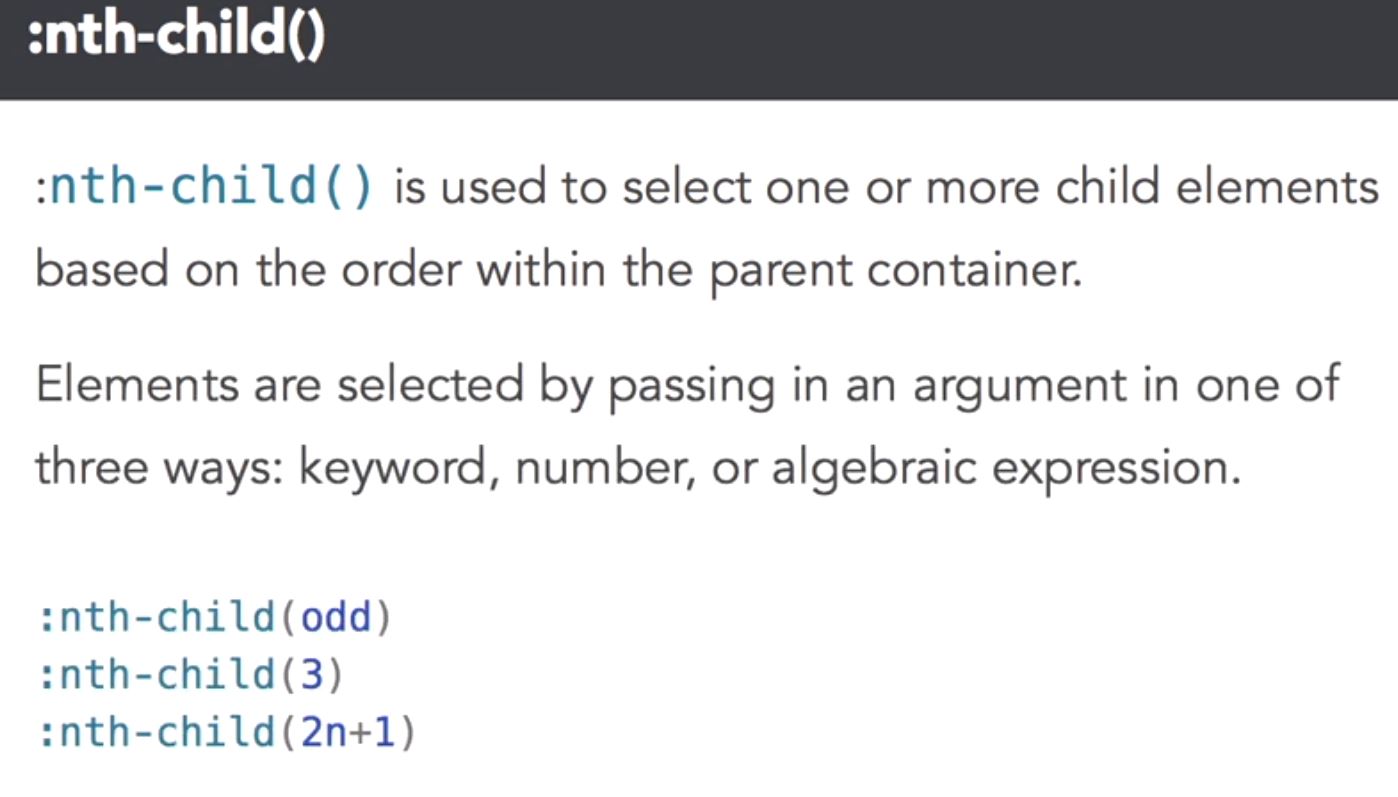 :nth-child()
:nth-child() is used to select one or more child elements
based on the order within the parent container.
Elements are selected by passing in an argument in one of
three ways: keyword, number, or algebraic expression.
:nth-child(odd)
:nth-child(3)
:nth-child(2n+1)